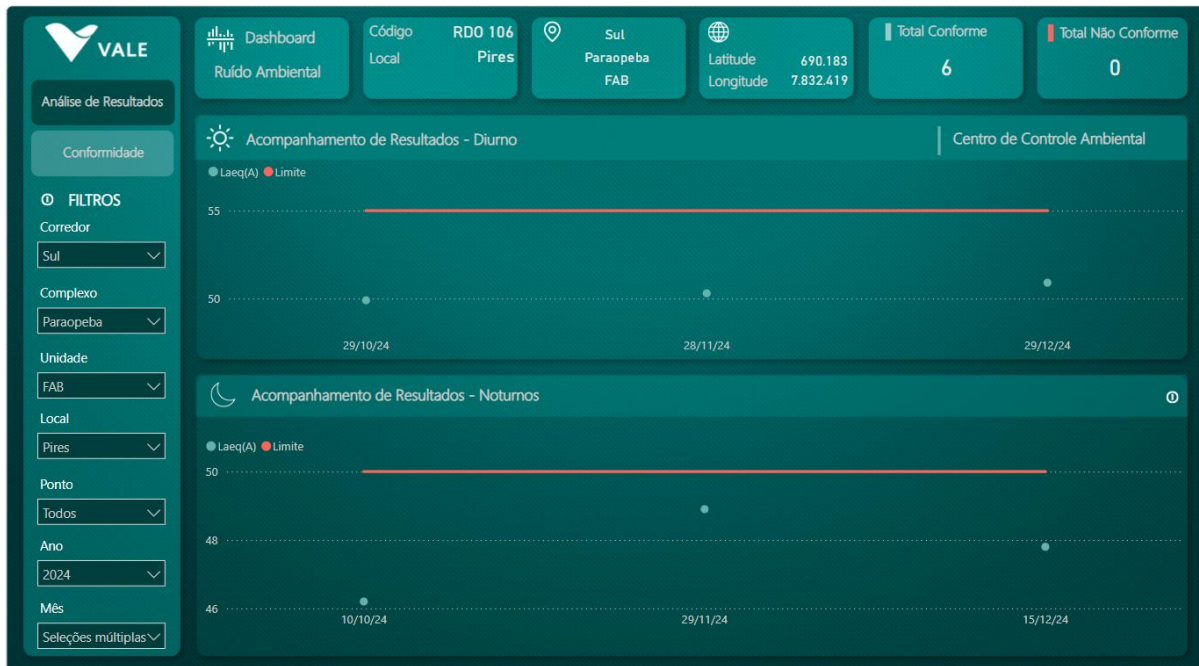 VALE
Análise de Resultados
Conformidade
FILTROS
Corredor
Sul
Complexo
Paraopeba
Unidade
FAB
Local
Pires
Ponto
Todos
Ano
2024
Mês
Seleções múltiplas
Dashboard
Ruído Ambiental
Código RD0 106
Local Pires
Sul
Paraopeba
FAB
Latitude 690.183
Longitude 7.832.419
Total Conforme
6
Total Não Conforme
0
Acompanhamento de Resultados - Diurno
Centro de Controle Ambiental
Laeq(A) Limite
55
50
29/10/24 28/11/24 29/12/24
Acompanhamento de Resultados - Noturnos
Laeq(A) Limite
50
48
46
10/10/24 29/11/24 15/12/24